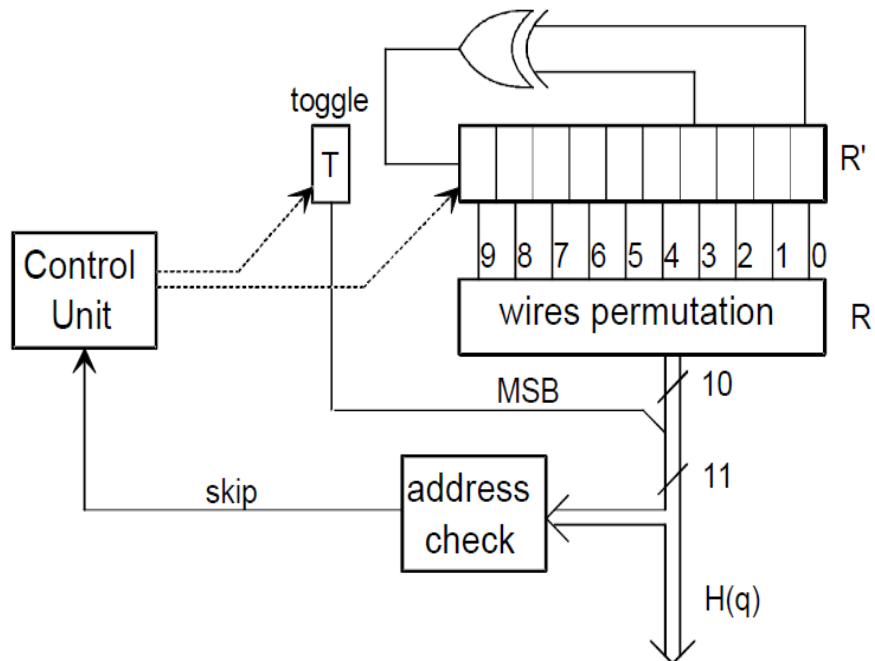 toggle
T
R'
9 8 7 6 5 4 3 2 1 0
Control
Unit
wires permutation
R
10
MSB
11
skip
address
check
H(q)